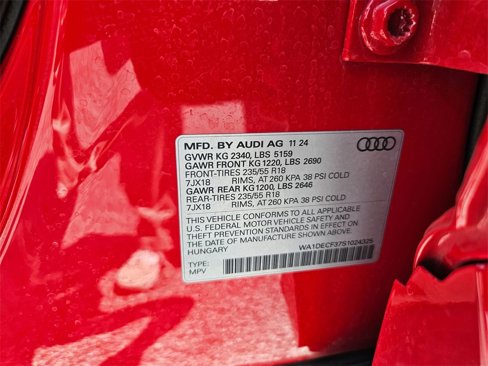 MFD. BY AUDI AG 11 24
GVWR KG 2340, LBS 5159
GAWR FRONT KG 1220, LBS 2690
FRONT-TIRES 235/55 R18
7JX18 RIMS, AT 260 KPA 38 PSI COLD
GAWR REAR KG1200, LBS 2646
REAR-TIRES 235/55 R18
7JX18 RIMS, AT 260 KPA 38 PSI COLD
THIS VEHICLE CONFORMS TO ALL APPLICABLE
U.S. FEDERAL MOTOR VEHICLE SAFETY AND
THEFT PREVENTION STANDARDS IN EFFECT ON
THE DATE OF MANUFACTURE SHOWN ABOVE.
HUNGARY WA1DECF37S1024325
TYPE:
MPV